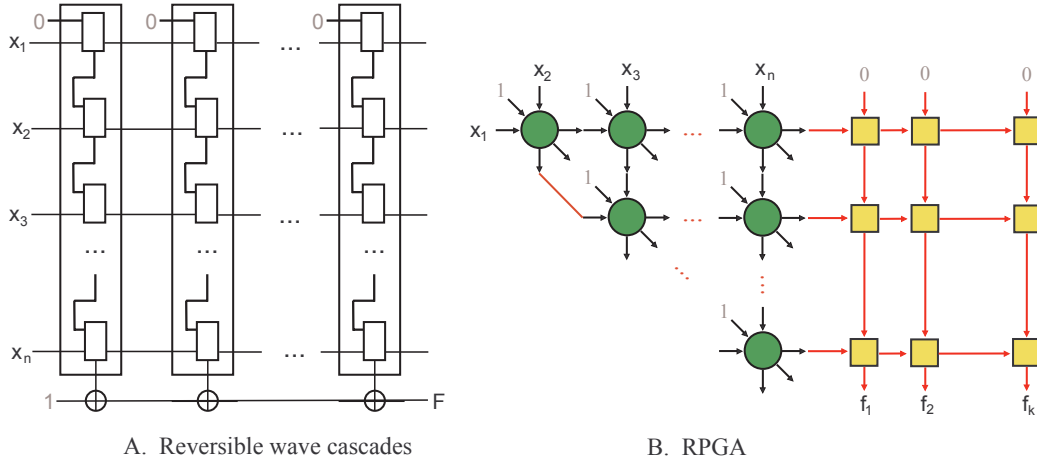 0 0 0
x₁ ...
x₂ ...
x₃ ...
... ... ...
xₙ ...
1 F
A. Reversible wave cascades
x₂ x₃ xₙ 0 0 0
1 1 1
x₁ ...
1 1
...
... ...
1
f₁ f₂ fₖ
B. RPGA